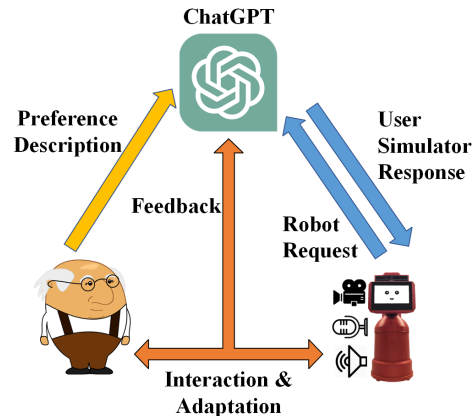 ChatGPT
Preference
Description
User
Simulator
Response
Feedback
Robot
Request
Interaction &
Adaptation